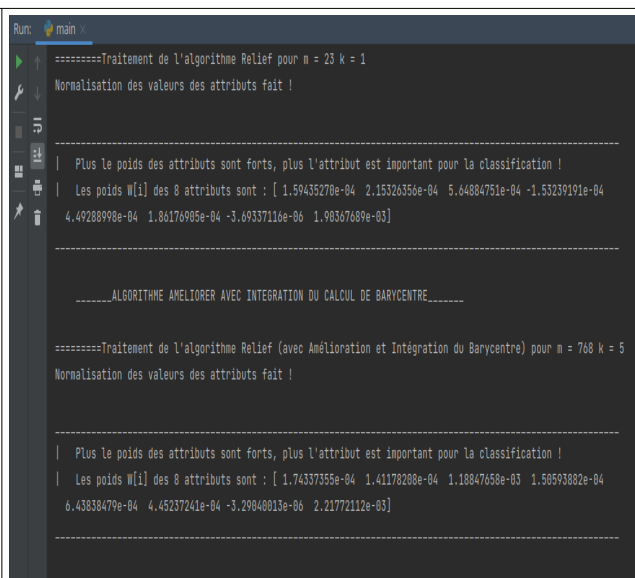 Run: main ×
=========Traitement de l'algorithme Relief pour m = 23 k = 1
Normalisation des valeurs des attributs fait !
| Plus le poids des attributs sont forts, plus l'attribut est important pour la classification !
| Les poids W[i] des 8 attributs sont : [ 1.59435270e-04 2.15326356e-04 5.64884751e-04 -1.53239191e-04
4.49288998e-04 1.86176905e-04 -3.69337116e-06 1.90367689e-03]
_______ALGORITHME AMELIORER AVEC INTEGRATION DU CALCUL DE BARYCENTRE_______
=========Traitement de l'algorithme Relief (avec Amélioration et Intégration du Barycentre) pour m = 768 k = 5
Normalisation des valeurs des attributs fait !
| Plus le poids des attributs sont forts, plus l'attribut est important pour la classification !
| Les poids W[i] des 8 attributs sont : [ 1.74337355e-04 1.41178208e-04 1.18847658e-03 1.50593882e-04
6.43838479e-04 4.45237241e-04 -3.29040013e-06 2.21772112e-03]